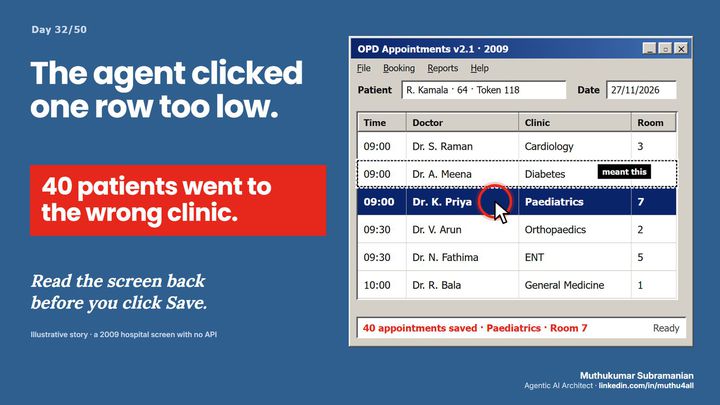 Day 32/50
The agent clicked
one row too low.
40 patients went to
the wrong clinic.
Read the screen back
before you click Save.
Illustrative story · a 2009 hospital screen with no API
OPD Appointments v2.1 · 2009
File Booking Reports Help
Patient R. Kamala · 64 · Token 118 Date 27/11/2026
Time Doctor Clinic Room
09:00 Dr. S. Raman Cardiology 3
09:00 Dr. A. Meena Diabetes meant this
09:00 Dr. K. Priya Paediatrics 7
09:30 Dr. V. Arun Orthopaedics 2
09:30 Dr. N. Fathima ENT 5
10:00 Dr. R. Bala General Medicine 1
40 appointments saved · Paediatrics · Room 7 Ready
Muthukumar Subramanian
Agentic AI Architect · linkedin.com/in/muthu4all